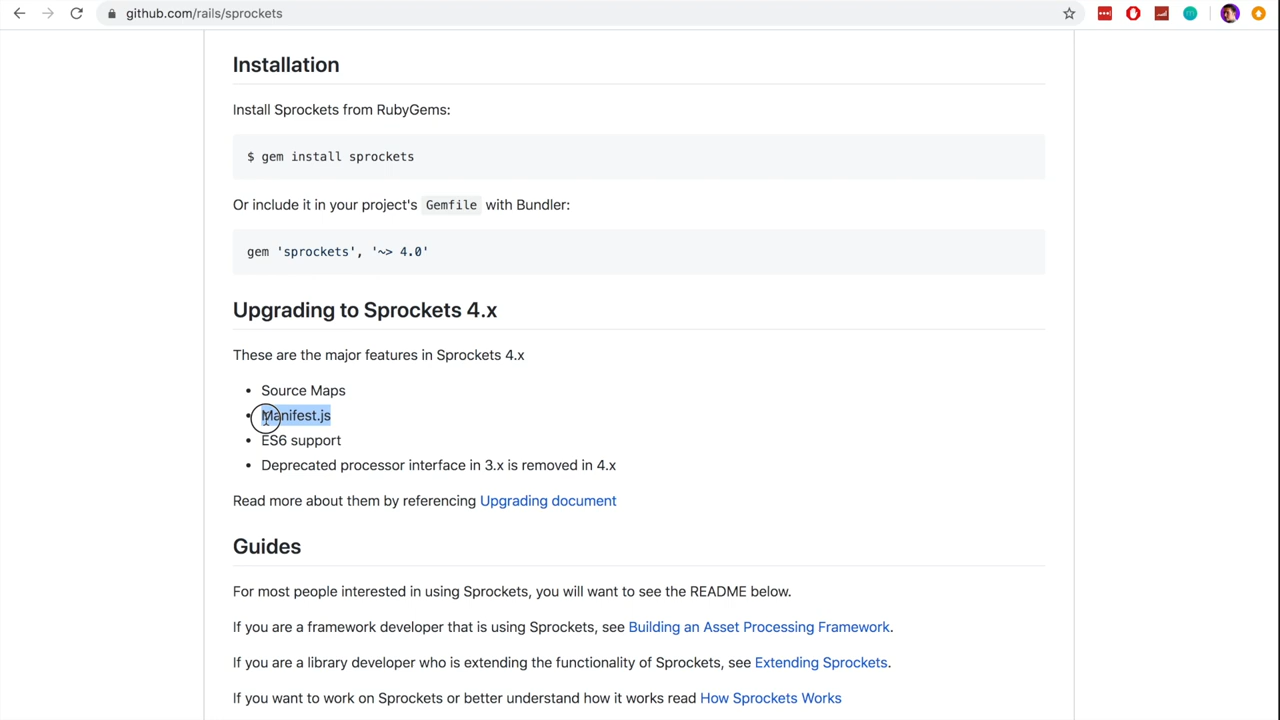 github.com/rails/sprockets
Installation
Install Sprockets from RubyGems:
$ gem install sprockets
Or include it in your project's Gemfile with Bundler:
gem 'sprockets', '~> 4.0'
Upgrading to Sprockets 4.x
These are the major features in Sprockets 4.x
• Source Maps
• Manifest.js
• ES6 support
• Deprecated processor interface in 3.x is removed in 4.x
Read more about them by referencing Upgrading document
Guides
For most people interested in using Sprockets, you will want to see the README below.
If you are a framework developer that is using Sprockets, see Building an Asset Processing Framework.
If you are a library developer who is extending the functionality of Sprockets, see Extending Sprockets.
If you want to work on Sprockets or better understand how it works read How Sprockets Works